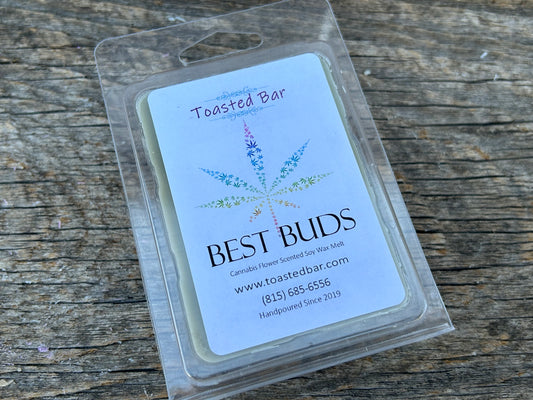 Toasted Bar
BEST BUDS
Cannabis Flower Scented Soy Wax Melt
www.toastedbar.com
(815) 685-6556
Handpoured Since 2019